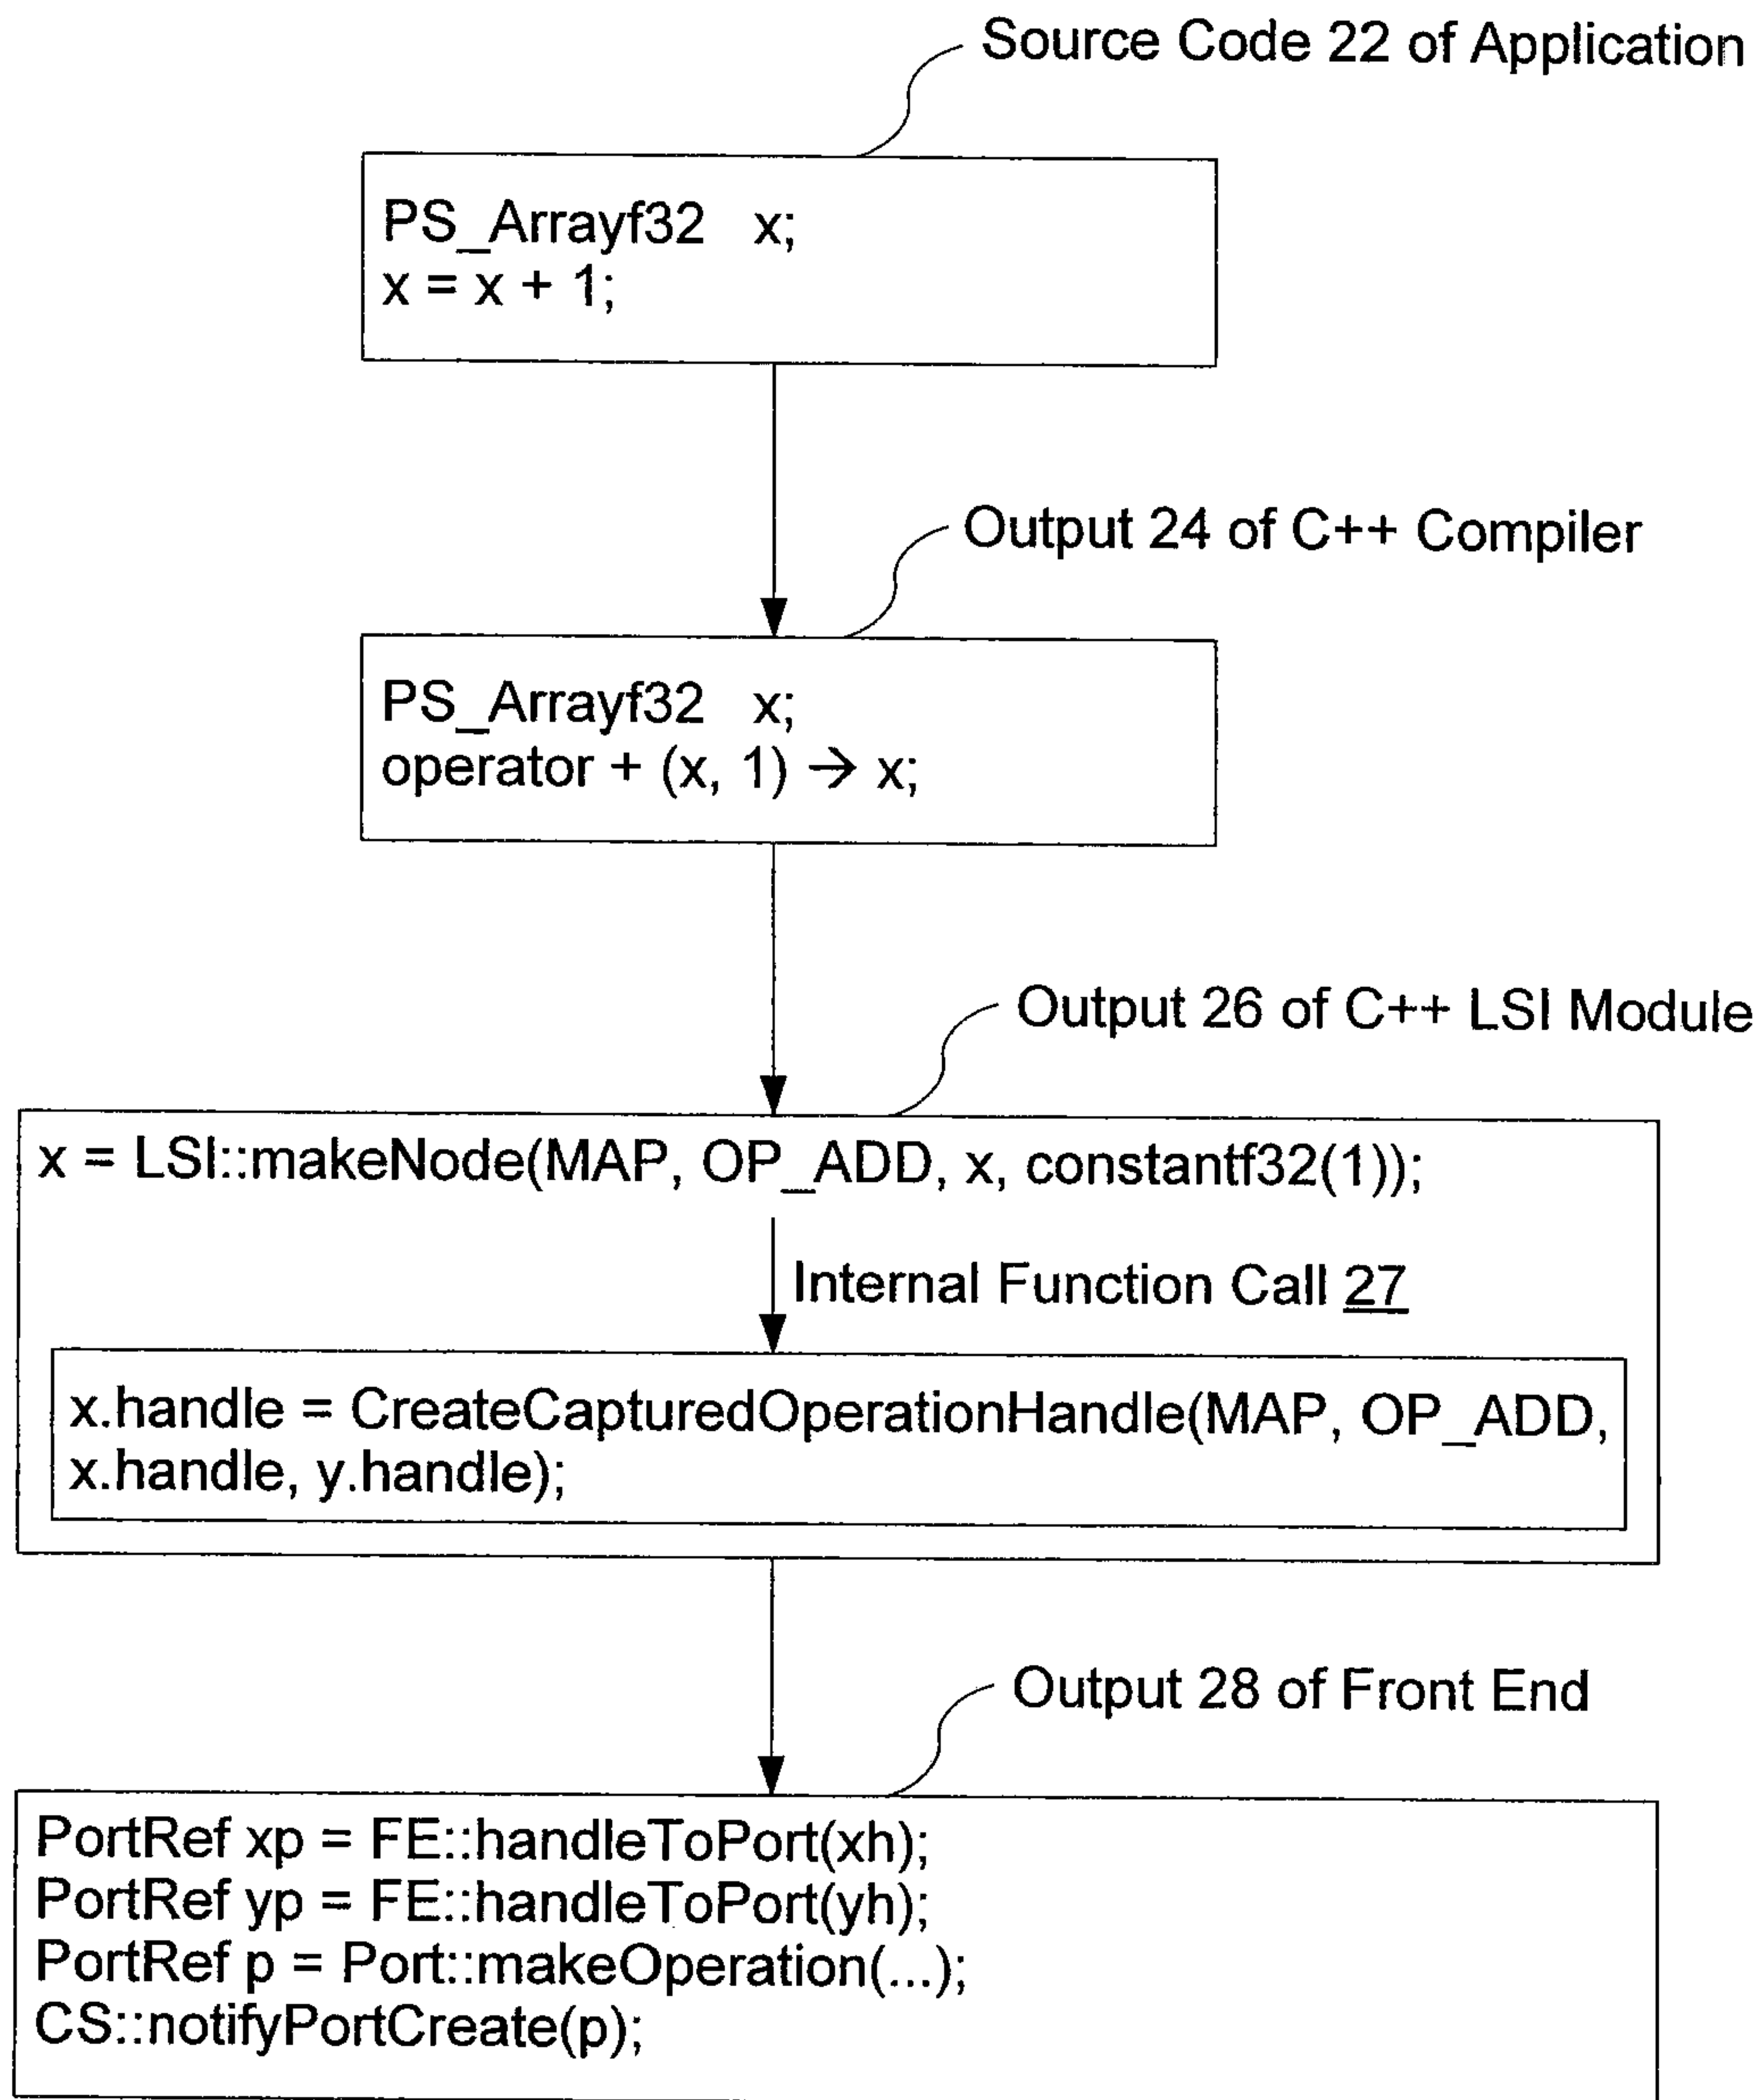 Source Code 22 of Application
PS_Arrayf32 x;
x = x + 1;
Output 24 of C++ Compiler
PS_Arrayf32 x;
operator + (x, 1) → x;
Output 26 of C++ LSI Module
x = LSI::makeNode(MAP, OP_ADD, x, constantf32(1));
Internal Function Call 27
x.handle = CreateCapturedOperationHandle(MAP, OP_ADD,
x.handle, y.handle);
Output 28 of Front End
PortRef xp = FE::handleToPort(xh);
PortRef yp = FE::handleToPort(yh);
PortRef p = Port::makeOperation(...);
CS::notifyPortCreate(p);